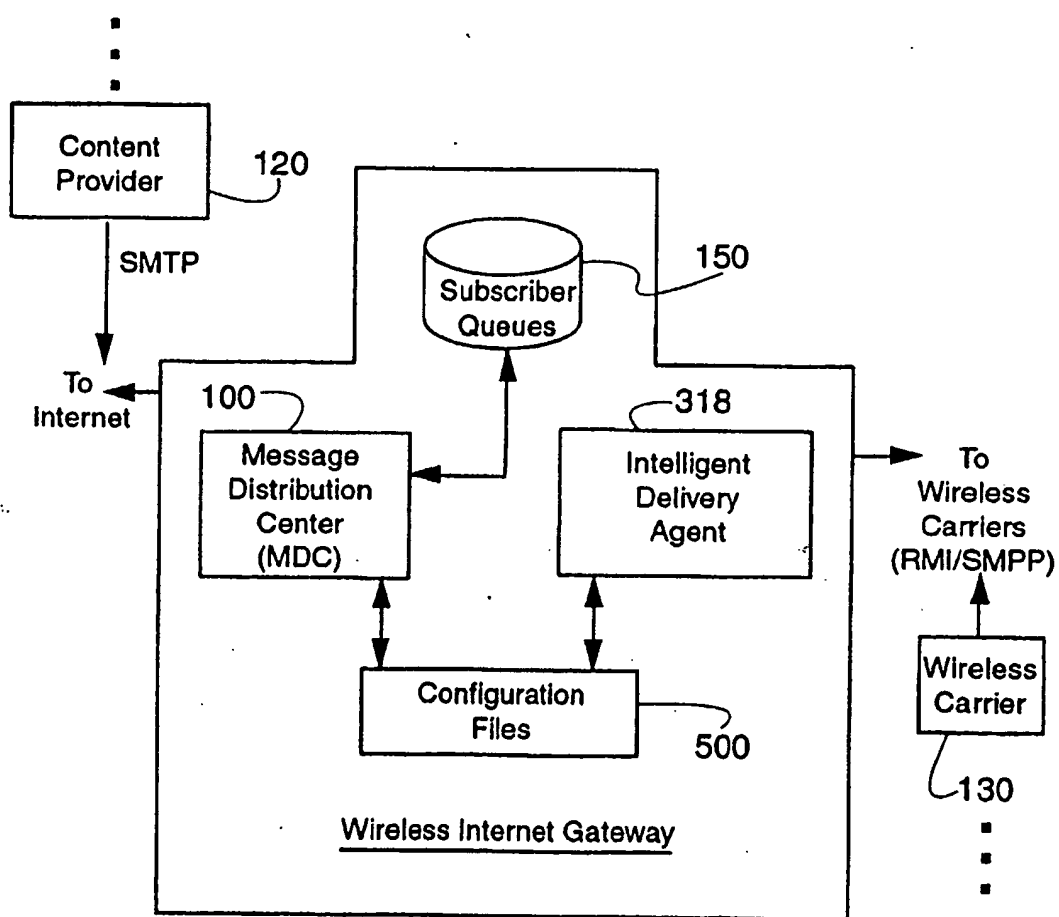 Content
Provider
120
SMTP
To
Internet
Subscriber
Queues
150
100
Message
Distribution
Center
(MDC)
318
Intelligent
Delivery
Agent
To
Wireless
Carriers
(RMI/SMPP)
Wireless
Carrier
130
Configuration
Files
500
Wireless Internet Gateway